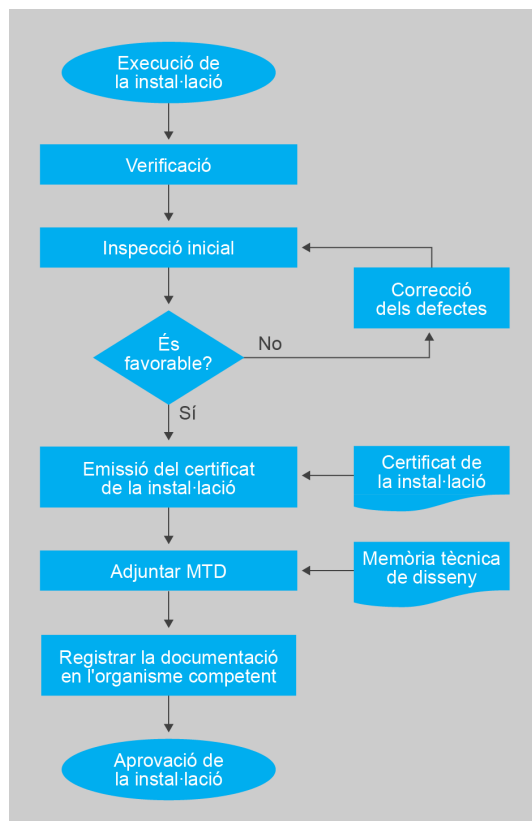 Execució de
la instal·lació
Verificació
Inspecció inicial
Correcció
dels defectes
És
favorable?
No
Sí
Emissió del certificat
de la instal·lació
Certificat de
la instal·lació
Adjuntar MTD
Memòria tècnica
de disseny
Registrar la documentació
en l'organisme competent
Aprovació de
la instal·lació